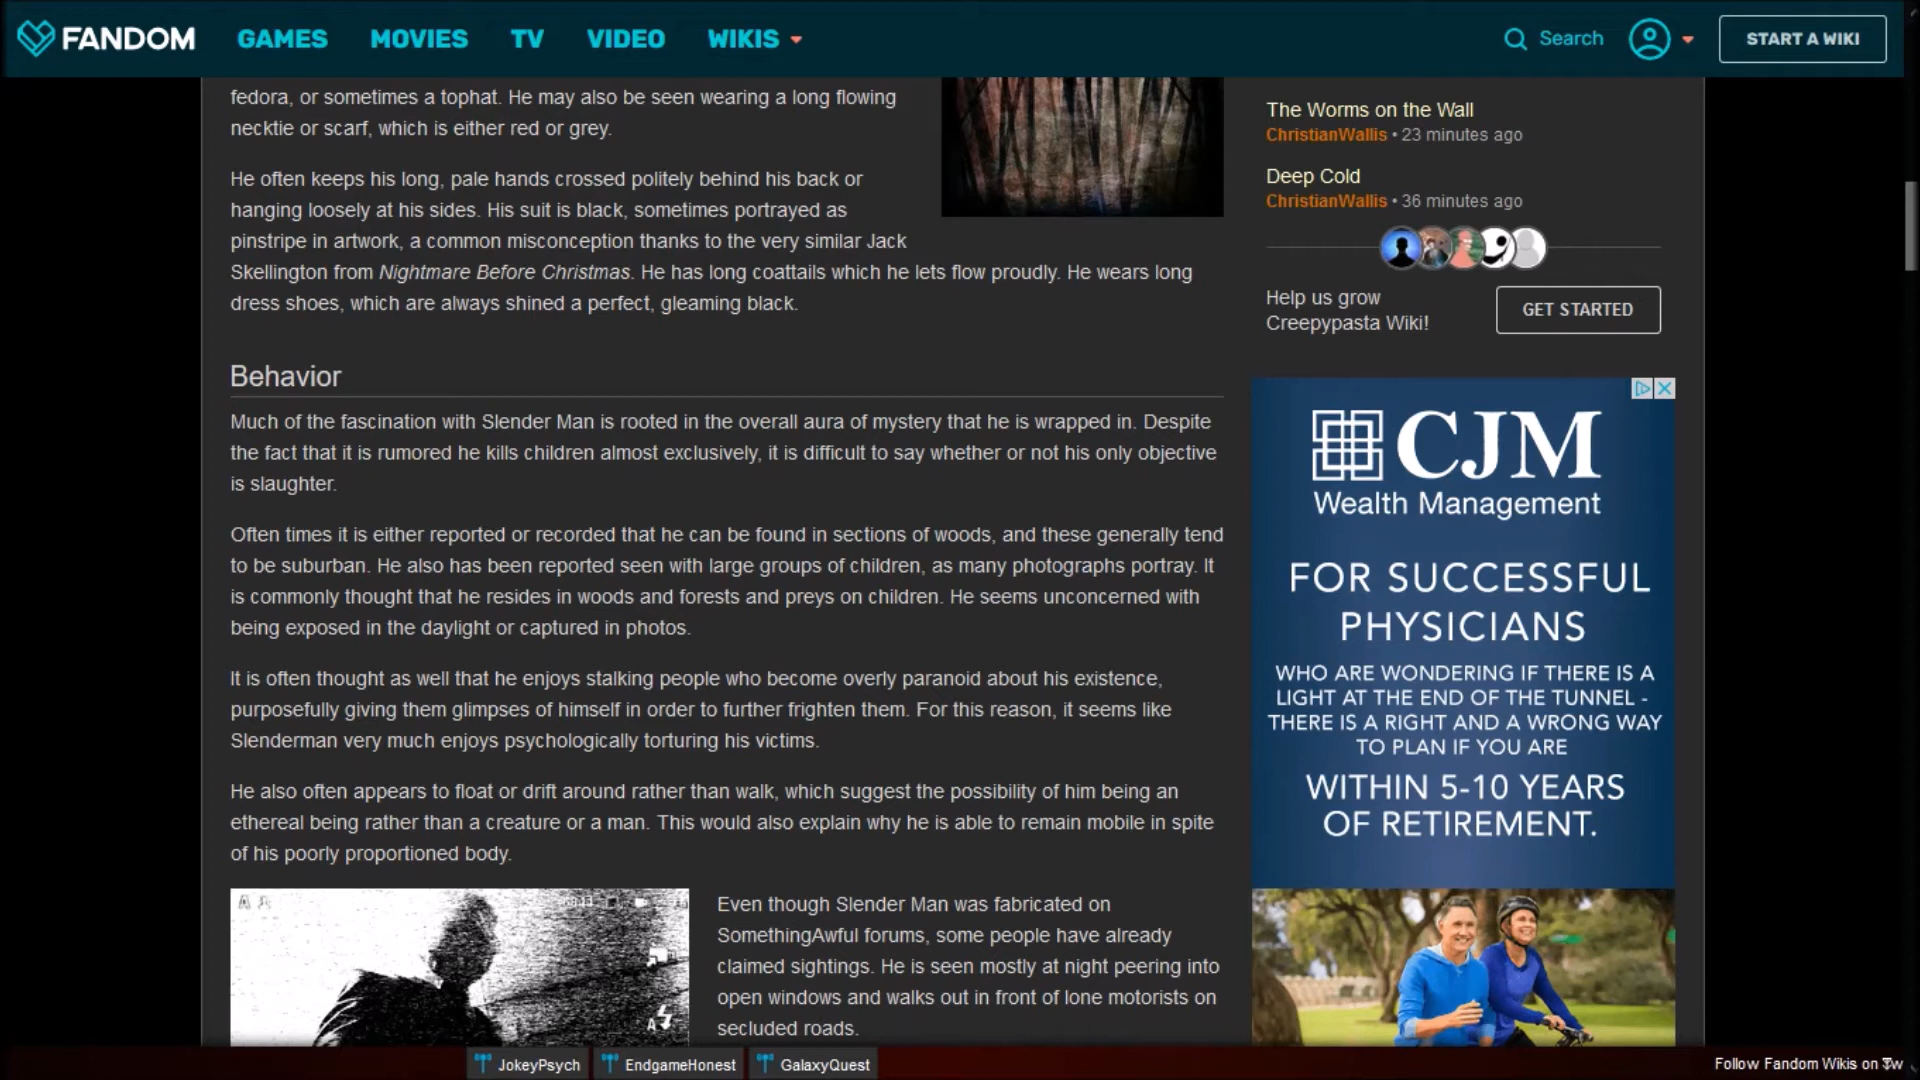 FANDOM
GAMES
MOVIES
TV
VIDEO
WIKIS
Search
START A WIKI
fedora, or sometimes a tophat. He may also be seen wearing a long flowing
necktie or scarf, which is either red or grey.
He often keeps his long, pale hands crossed politely behind his back or
hanging loosely at his sides. His suit is black, sometimes portrayed as
pinstripe in artwork, a common misconception thanks to the very similar Jack
Skellington from Nightmare Before Christmas. He has long coattails which he lets flow proudly. He wears long
dress shoes, which are always shined a perfect, gleaming black.
Behavior
Much of the fascination with Slender Man is rooted in the overall aura of mystery that he is wrapped in. Despite
the fact that it is rumored he kills children almost exclusively, it is difficult to say whether or not his only objective
is slaughter.
Often times it is either reported or recorded that he can be found in sections of woods, and these generally tend
to be suburban. He also has been reported seen with large groups of children, as many photographs portray. It
is commonly thought that he resides in woods and forests and preys on children. He seems unconcerned with
being exposed in the daylight or captured in photos.
It is often thought as well that he enjoys stalking people who become overly paranoid about his existence,
purposefully giving them glimpses of himself in order to further frighten them. For this reason, it seems like
Slenderman very much enjoys psychologically torturing his victims.
He also often appears to float or drift around rather than walk, which suggest the possibility of him being an
ethereal being rather than a creature or a man. This would also explain why he is able to remain mobile in spite
of his poorly proportioned body.
Even though Slender Man was fabricated on
SomethingAwful forums, some people have already
claimed sightings. He is seen mostly at night peering into
open windows and walks out in front of lone motorists on
secluded roads.
The Worms on the Wall
ChristianWallis • 23 minutes ago
Deep Cold
ChristianWallis • 36 minutes ago
Help us grow
Creepypasta Wiki!
GET STARTED
CJM
Wealth Management
FOR SUCCESSFUL
PHYSICIANS
WHO ARE WONDERING IF THERE IS A
LIGHT AT THE END OF THE TUNNEL -
THERE IS A RIGHT AND A WRONG WAY
TO PLAN IF YOU ARE
WITHIN 5-10 YEARS
OF RETIREMENT.
JokeyPsych
EndgameHonest
GalaxyQuest
Follow Fandom Wikis on